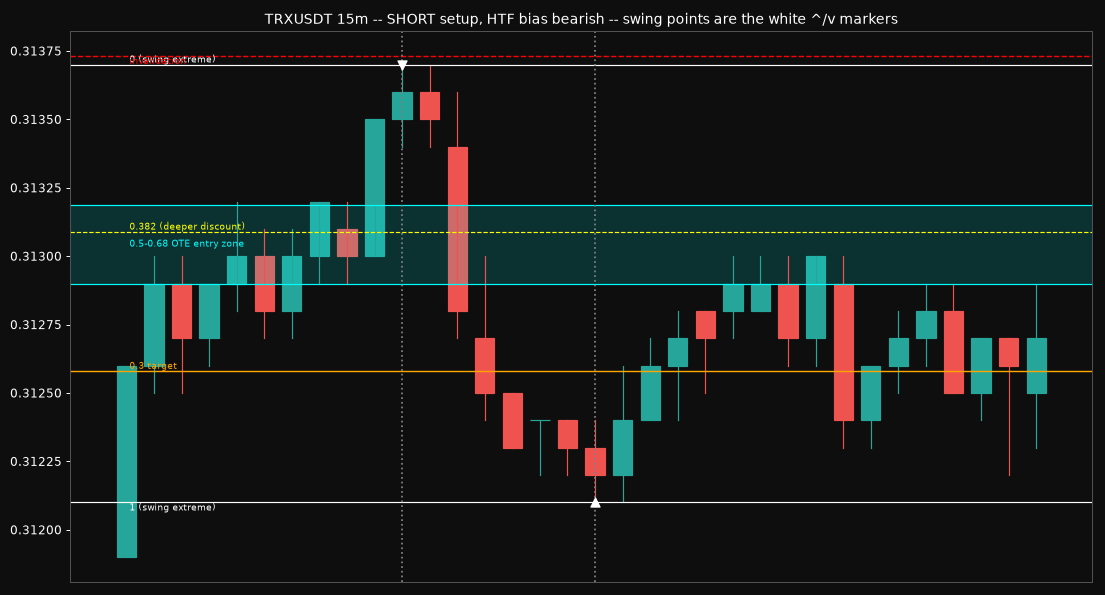 TRXUSDT 15m -- SHORT setup, HTF bias bearish -- swing points are the white ^/v markers
0.31375
0 (swing extreme)
0.31350
0.31325
0.382 (deeper discount)
0.5-0.68 OTE entry zone
0.31300
0.31275
0.3 target
0.31250
0.31225
1 (swing extreme)
0.31200